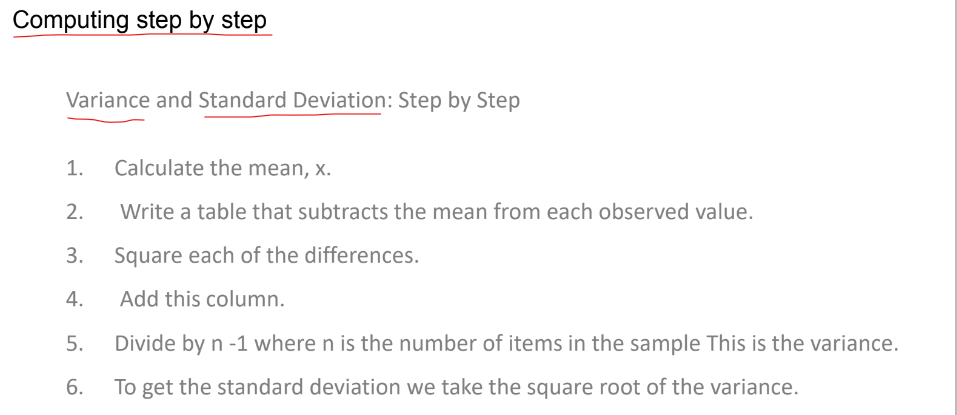 Computing step by step
Variance and Standard Deviation: Step by Step
1. Calculate the mean, x.
2. Write a table that subtracts the mean from each observed value.
3. Square each of the differences.
4. Add this column.
5. Divide by n -1 where n is the number of items in the sample This is the variance.
6. To get the standard deviation we take the square root of the variance.